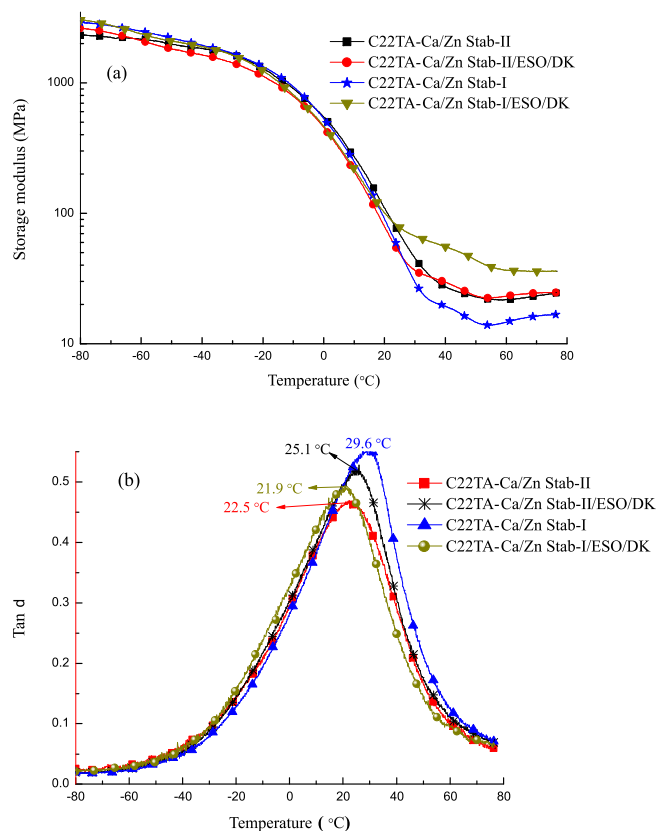 (a)
C22TA-Ca/Zn Stab-II
C22TA-Ca/Zn Stab-II/ESO/DK
C22TA-Ca/Zn Stab-I
C22TA-Ca/Zn Stab-I/ESO/DK
Storage modulus (MPa)
1000
100
10
-80 -60 -40 -20 0 20 40 60 80
Temperature (°C)
(b)
29.6 °C
25.1 °C
21.9 °C
22.5 °C
C22TA-Ca/Zn Stab-II
C22TA-Ca/Zn Stab-II/ESO/DK
C22TA-Ca/Zn Stab-I
C22TA-Ca/Zn Stab-I/ESO/DK
Tan d
0.5
0.4
0.3
0.2
0.1
0.0
-80 -60 -40 -20 0 20 40 60 80
Temperature (°C)